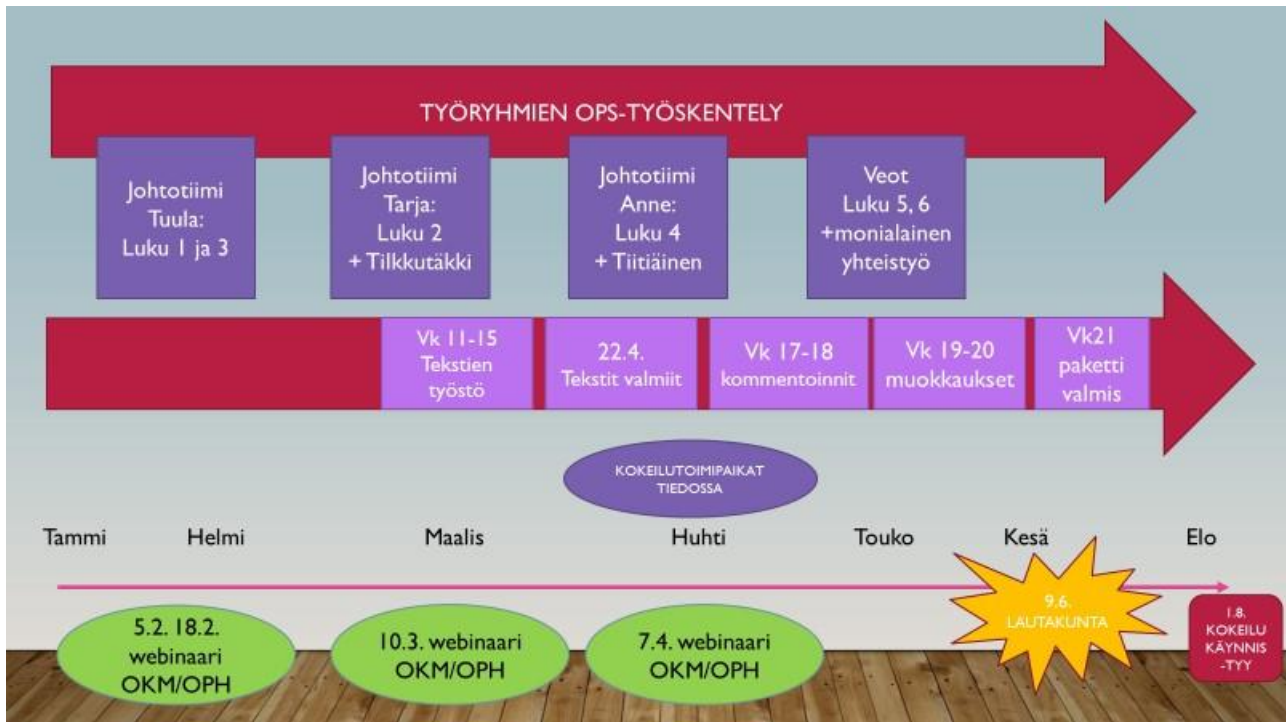 TYÖRYHMIEN OPS-TYÖSKENTELY
Johtotiimi
Tuula:
Luku 1 ja 3
Johtotiimi
Tarja:
Luku 2
+ Tilkkutäkki
Johtotiimi
Anne:
Luku 4
+ Tiitiäinen
Veot
Luku 5, 6
+monialainen
yhteistyö
Vk 11-15
Tekstien
työstö
22.4.
Tekstit valmiit
Vk 17-18
kommentoinnit
Vk 19-20
muokkaukset
Vk21
paketti
valmis
KOKEILUTOIMIPAIKAT
TIEDOSSA
Tammi
Helmi
Maalis
Huhti
Touko
Kesä
Elo
5.2. 18.2.
webinaari
OKM/OPH
10.3. webinaari
OKM/OPH
7.4. webinaari
OKM/OPH
9.6.
LAUTAKUNTA
1.8.
KOKEILU
KÄYNNIS
-TYY